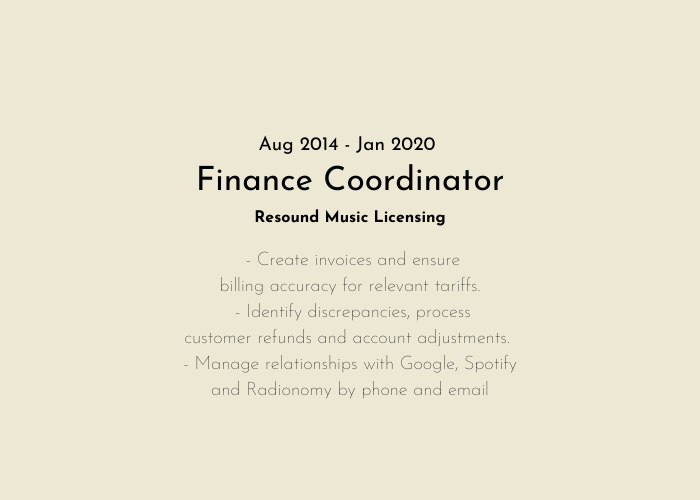 Aug 2014 - Jan 2020
Finance Coordinator
Resound Music Licensing
- Create invoices and ensure
billing accuracy for relevant tariffs.
- Identify discrepancies, process
customer refunds and account adjustments.
- Manage relationships with Google, Spotify
and Radionomy by phone and email